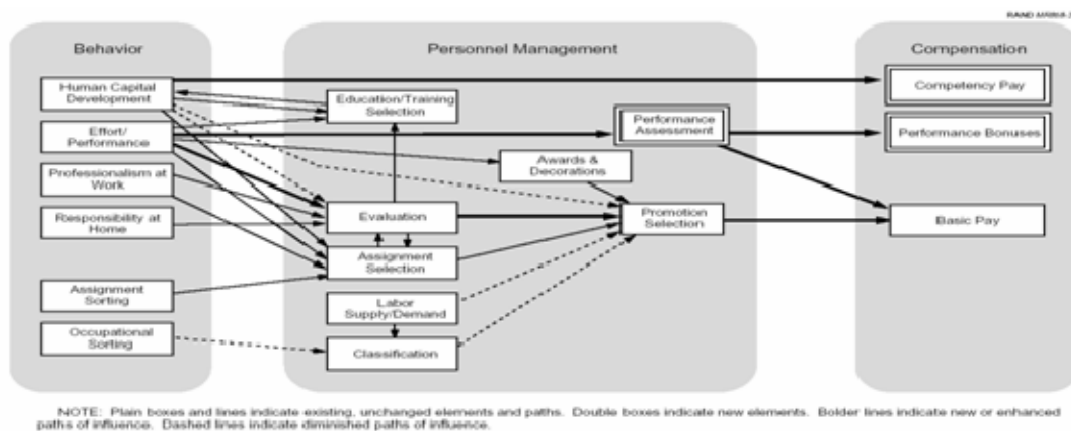 RAND
Behavior
Personnel Management
Compensation
Human Capital
Development
Education/Training
Selection
Competency Pay
Effort/
Performance
Performance
Assessment
Performance Bonuses
Professionalism at
Work
Awards &
Decorations
Responsibility at
Home
Evaluation
Promotion
Selection
Basic Pay
Assignment
Selection
Assignment
Sorting
Labor
Supply/Demand
Occupational
Sorting
Classification
NOTE: Plain boxes and lines indicate existing, unchanged elements and paths. Double boxes indicate new elements. Bolder lines indicate new or enhanced
paths of influence. Dashed lines indicate diminished paths of influence.